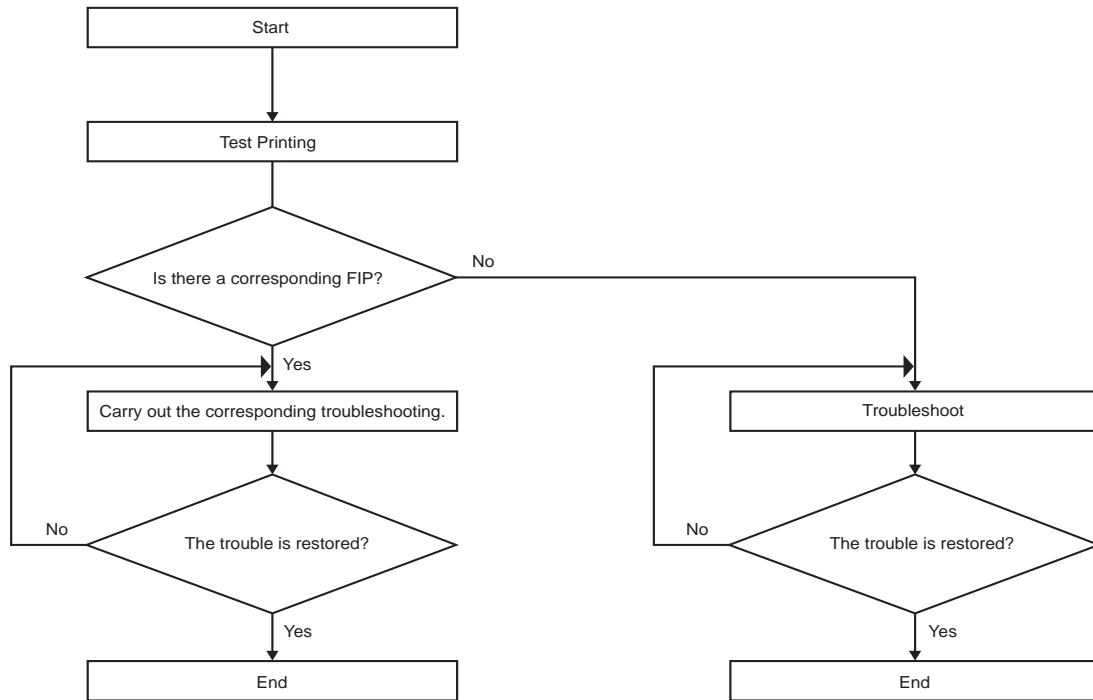 Start
Test Printing
Is there a corresponding FIP?
No
Yes
Carry out the corresponding troubleshooting.
Troubleshoot
No
The trouble is restored?
No
The trouble is restored?
Yes
Yes
End
End